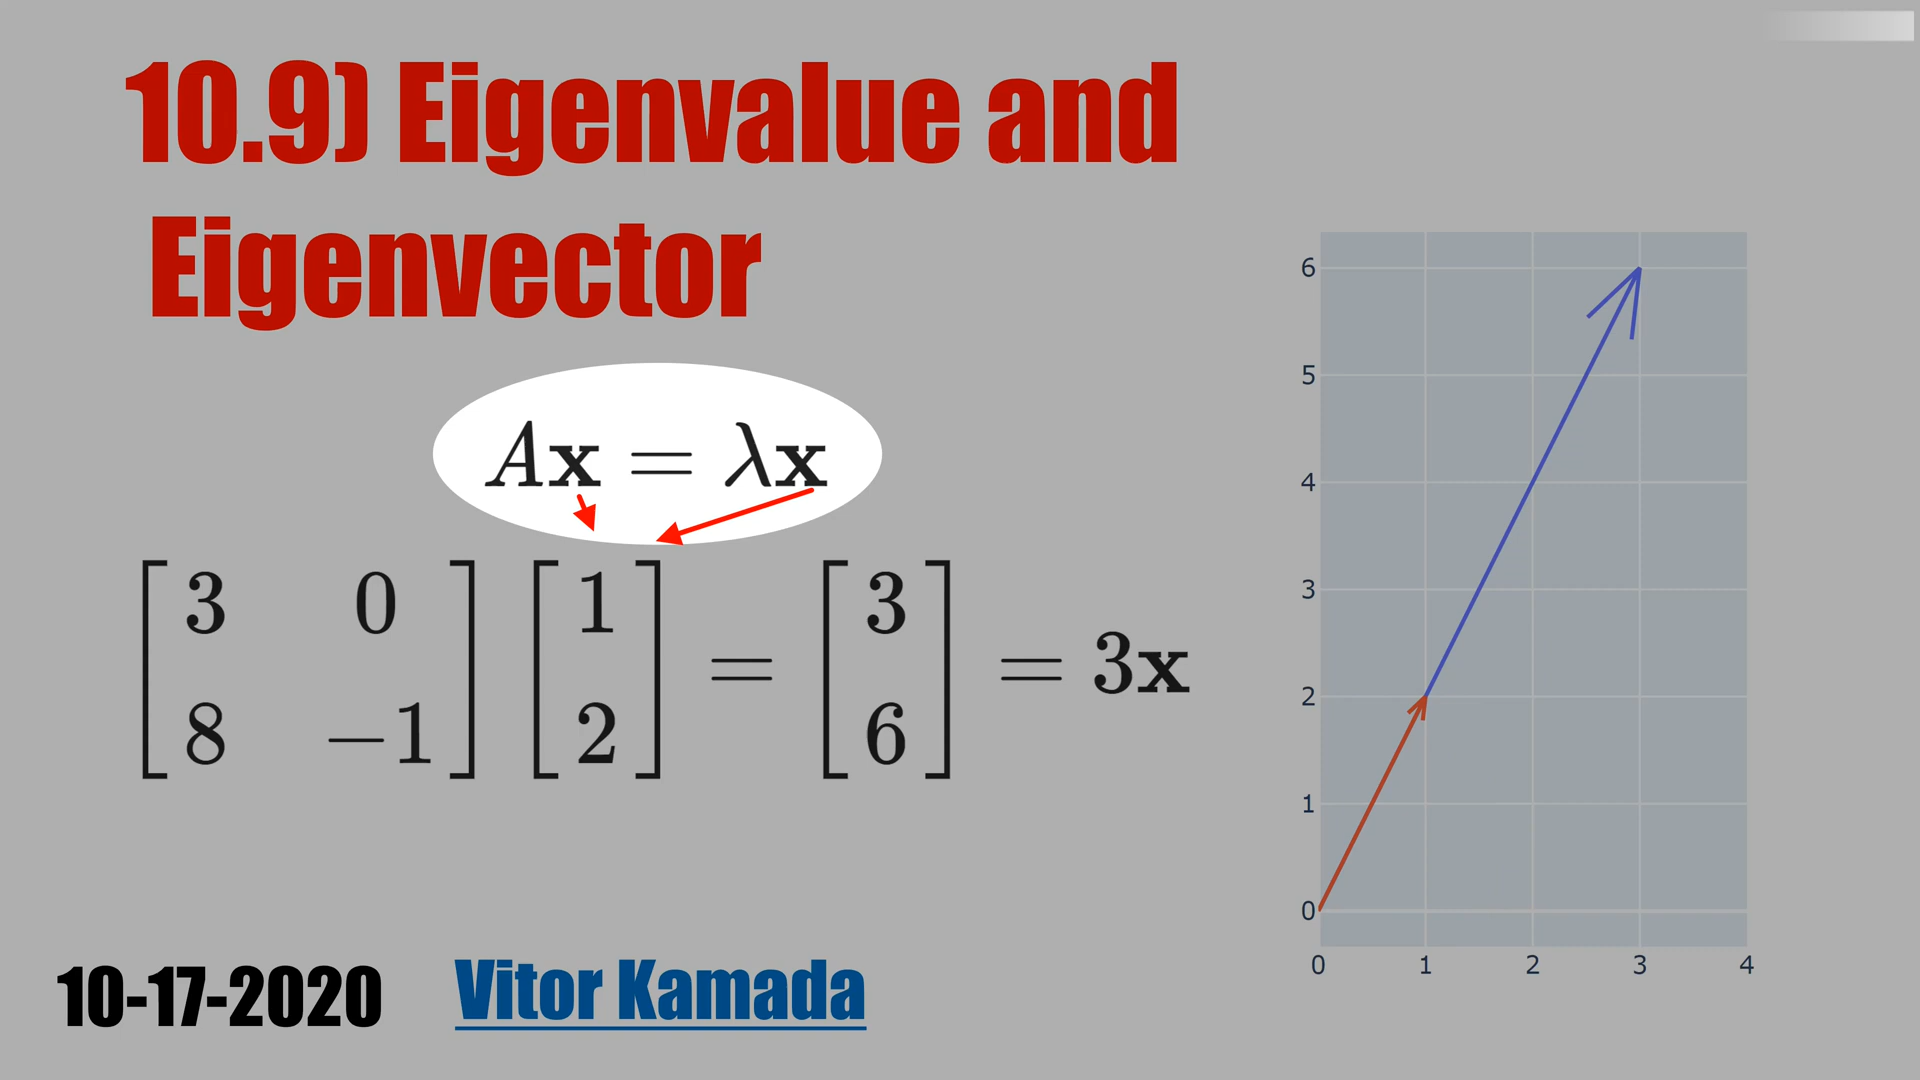 10.9) Eigenvalue and
Eigenvector
Ax = λx
[3 0; 8 −1] [1; 2] = [3; 6] = 3x
6
5
4
3
2
1
0
0 1 2 3 4
10-17-2020 Vitor Kamada